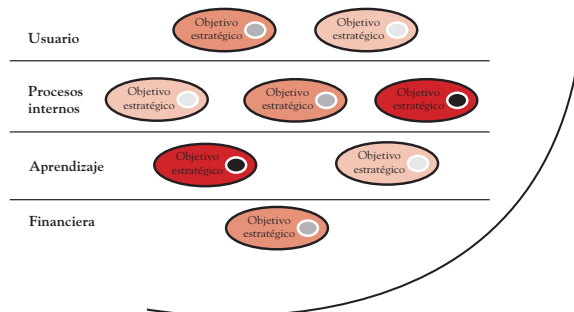 Usuario
Objetivo
estratégico
Objetivo
estratégico
Procesos
internos
Objetivo
estratégico
Objetivo
estratégico
Objetivo
estratégico
Aprendizaje
Objetivo
estratégico
Objetivo
estratégico
Financiera
Objetivo
estratégico